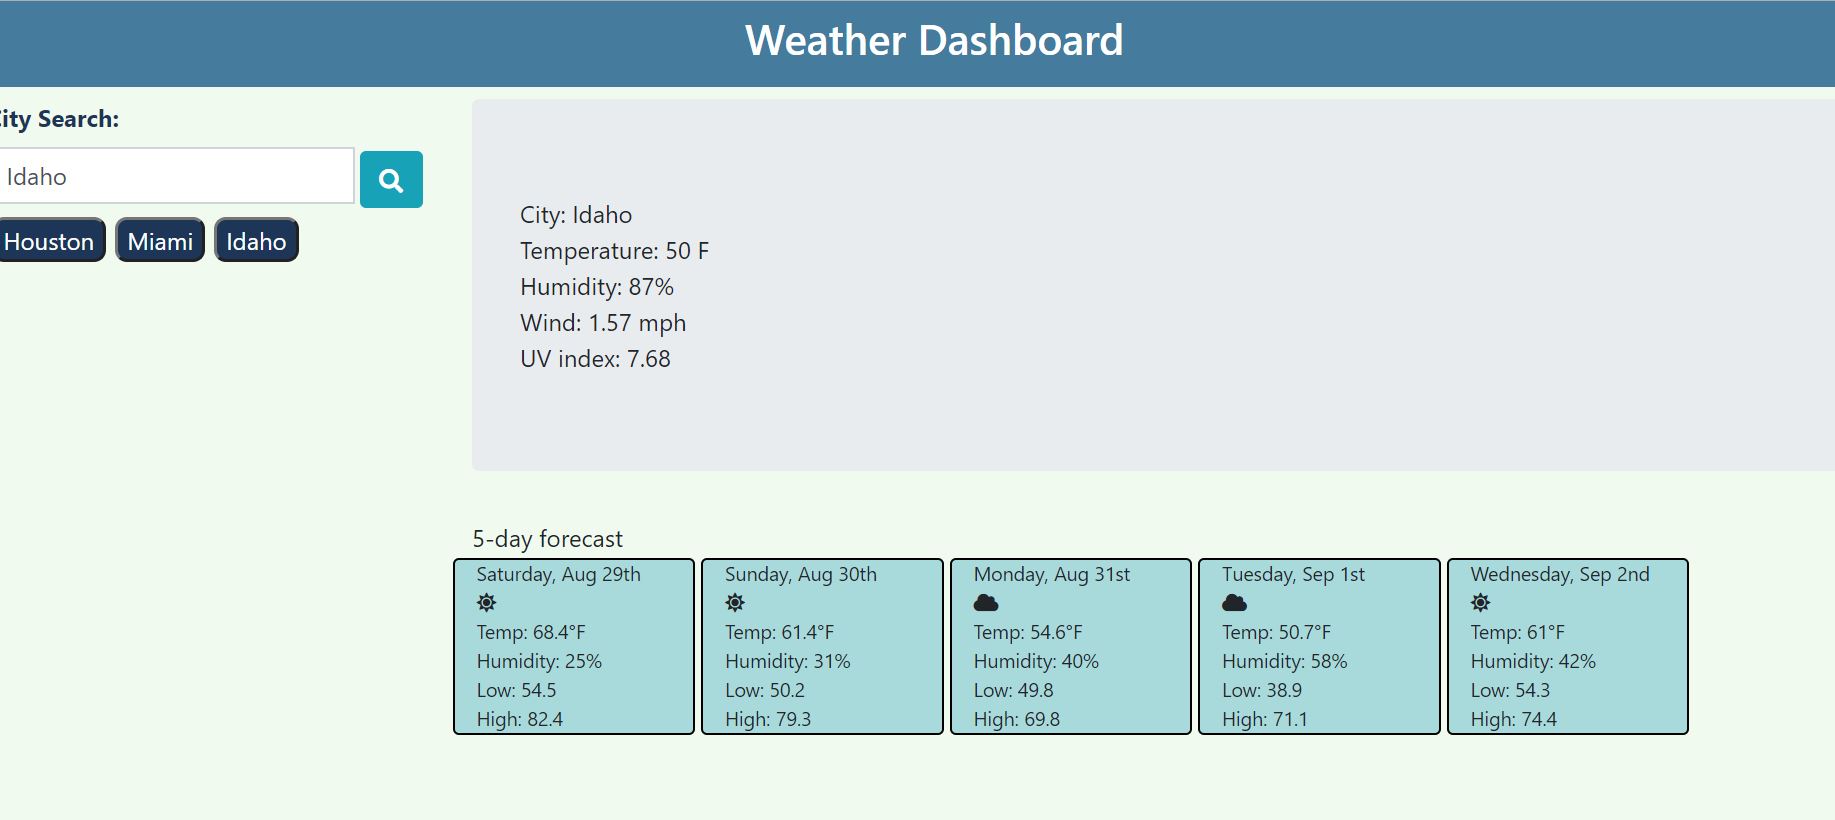 Weather Dashboard
ity Search:
Idaho
Houston Miami Idaho
City: Idaho
Temperature: 50 F
Humidity: 87%
Wind: 1.57 mph
UV index: 7.68
5-day forecast
Saturday, Aug 29th
Temp: 68.4°F
Humidity: 25%
Low: 54.5
High: 82.4
Sunday, Aug 30th
Temp: 61.4°F
Humidity: 31%
Low: 50.2
High: 79.3
Monday, Aug 31st
Temp: 54.6°F
Humidity: 40%
Low: 49.8
High: 69.8
Tuesday, Sep 1st
Temp: 50.7°F
Humidity: 58%
Low: 38.9
High: 71.1
Wednesday, Sep 2nd
Temp: 61°F
Humidity: 42%
Low: 54.3
High: 74.4